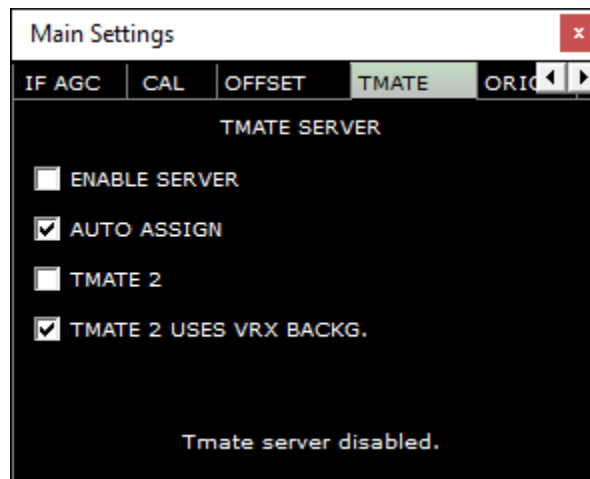 Main Settings
x
IF AGC CAL OFFSET TMATE
TMATE SERVER
ENABLE SERVER
AUTO ASSIGN
TMATE 2
TMATE 2 USES VRX BACKG.
Tmate server disabled.